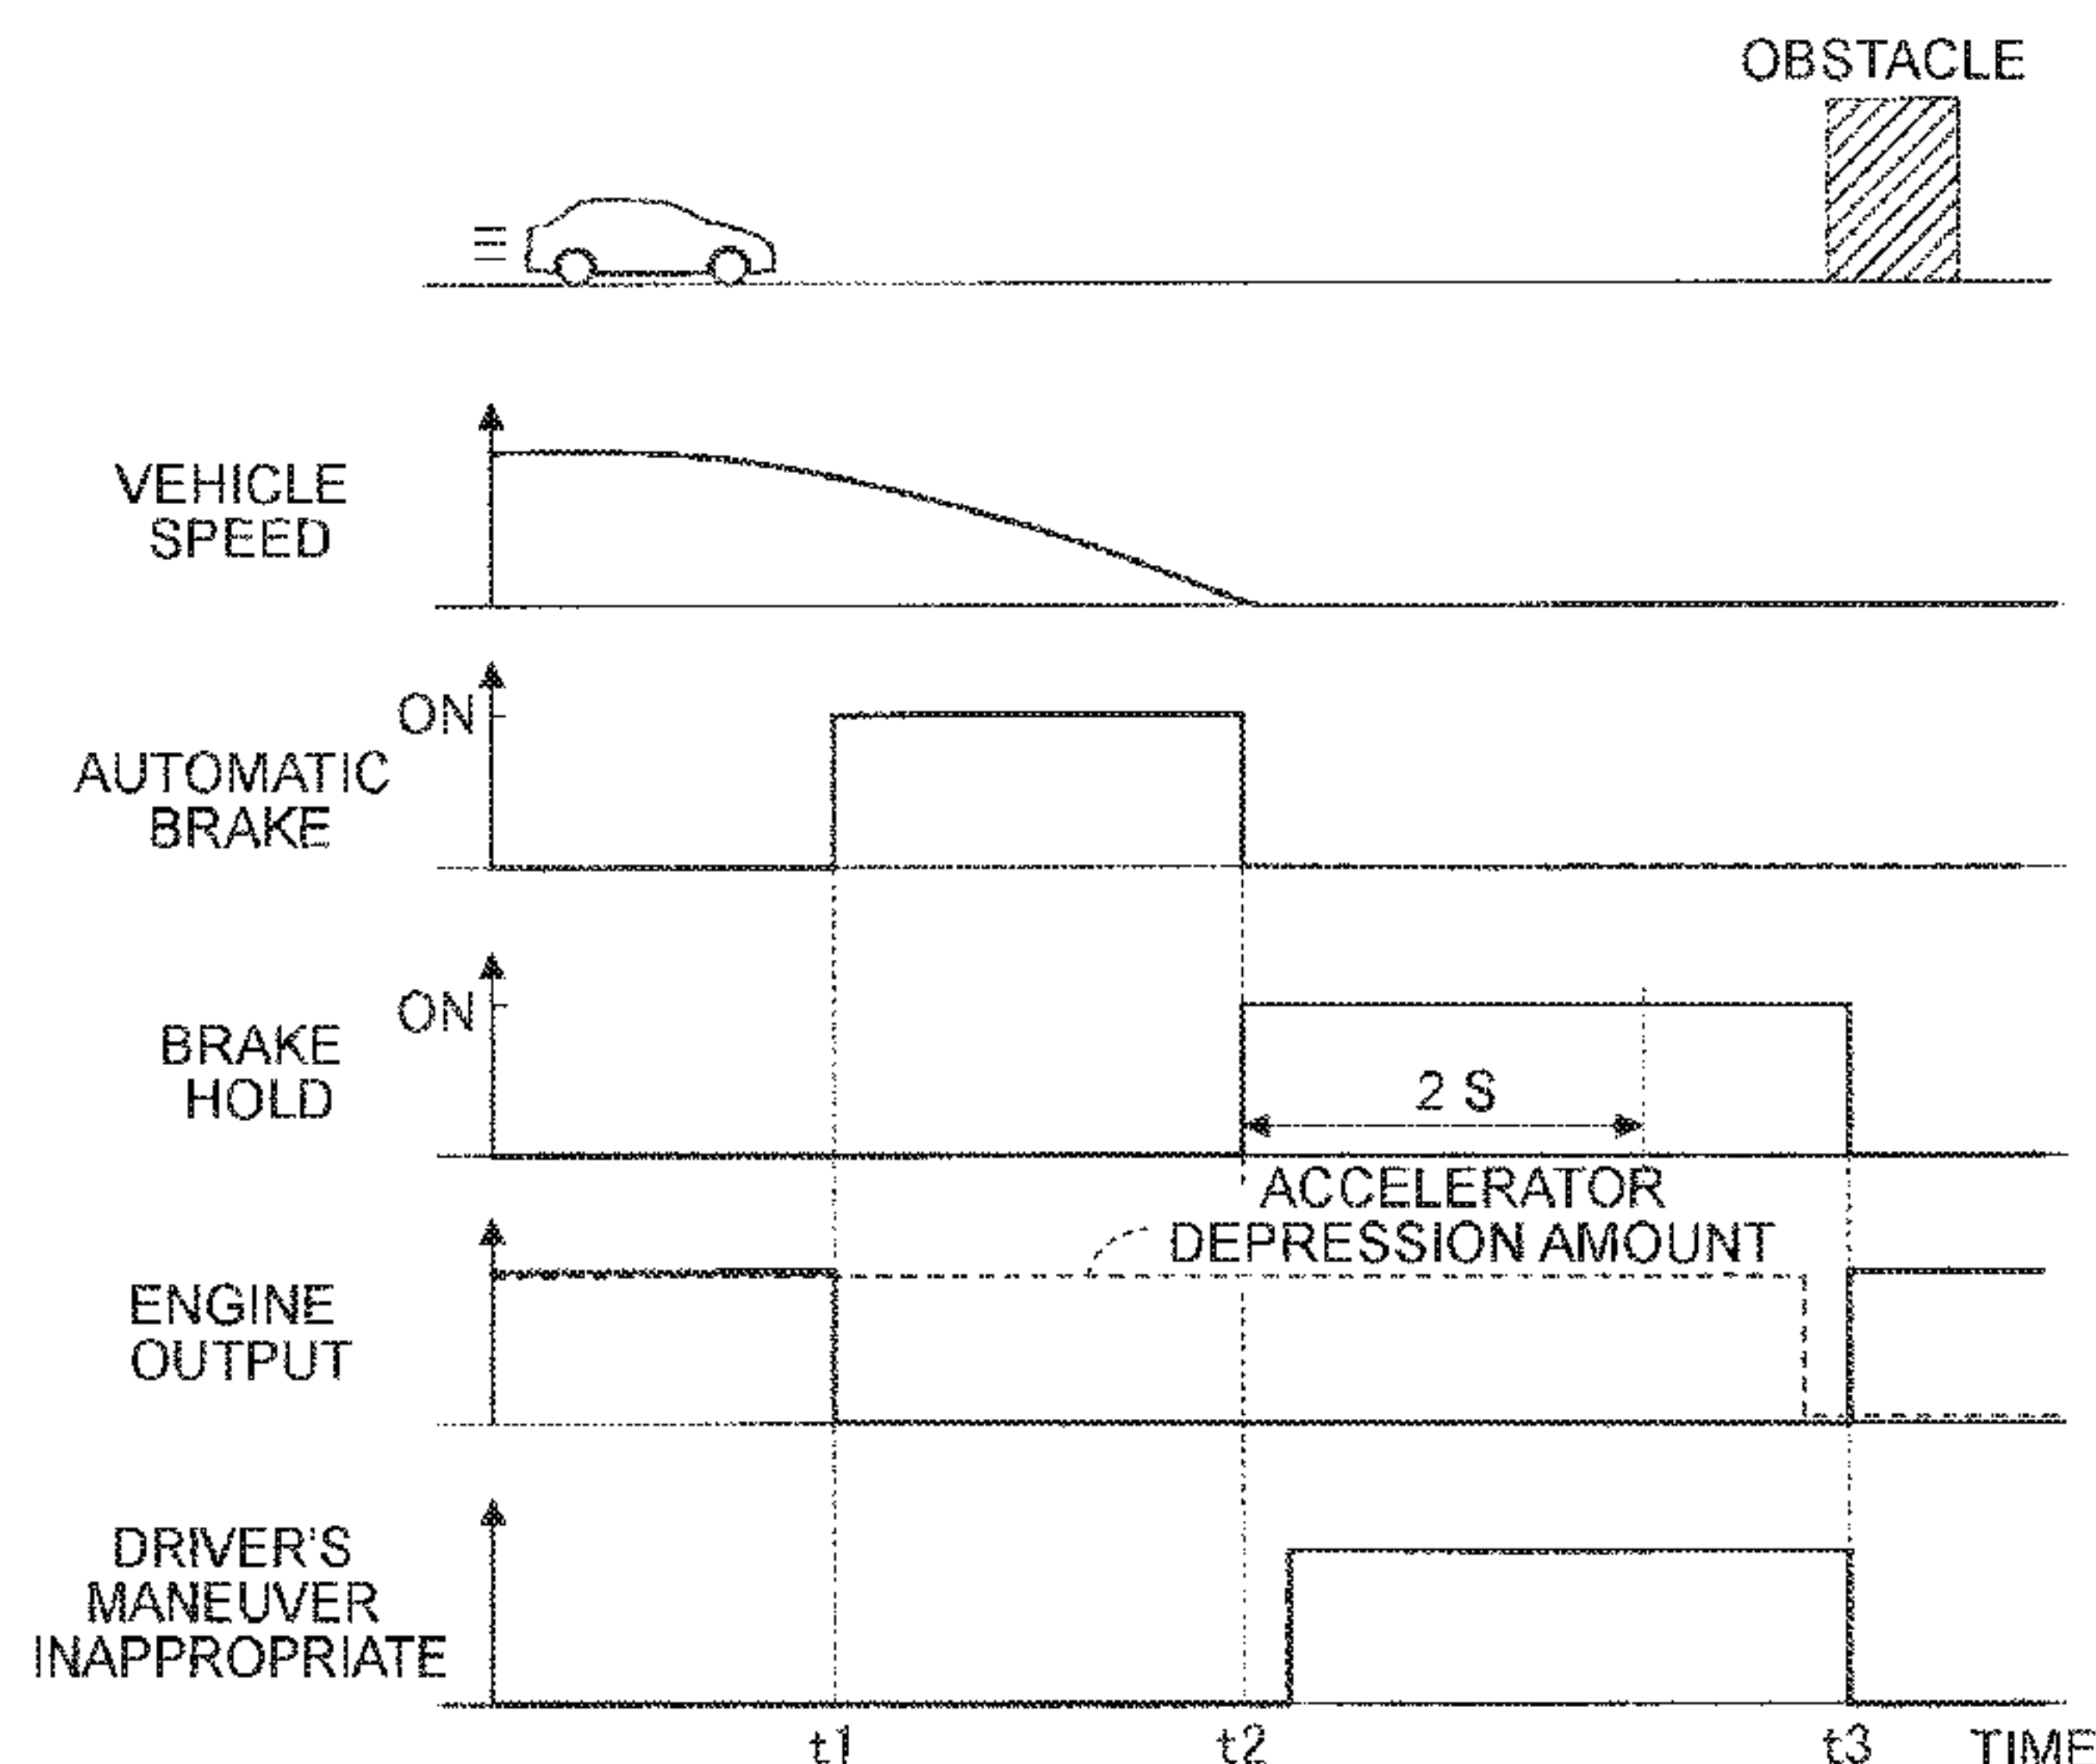 OBSTACLE
VEHICLE
SPEED
ON
AUTOMATIC
BRAKE
ON
BRAKE
HOLD
2 S
ACCELERATOR
DEPRESSION AMOUNT
ENGINE
OUTPUT
DRIVER'S
MANEUVER
INAPPROPRIATE
t1 t2 t3 TIME